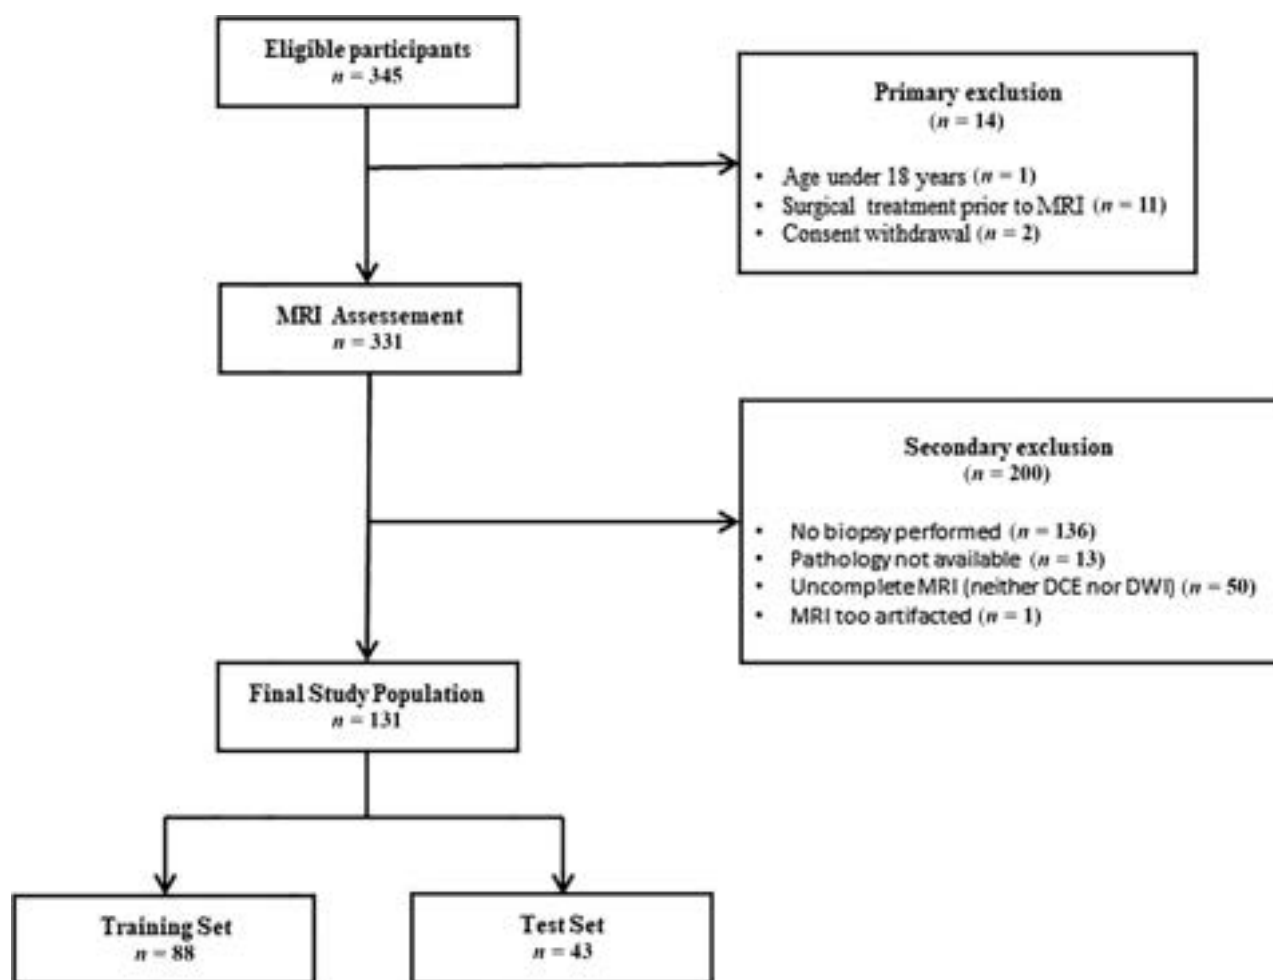 Eligible participants
n = 345
Primary exclusion
(n = 14)
• Age under 18 years (n = 1)
• Surgical treatment prior to MRI (n = 11)
• Consent withdrawal (n = 2)
MRI Assessement
n = 331
Secondary exclusion
(n = 200)
• No biopsy performed (n = 136)
• Pathology not available (n = 13)
• Uncomplete MRI (neither DCE nor DWI) (n = 50)
• MRI too artifacted (n = 1)
Final Study Population
n = 131
Training Set
n = 88
Test Set
n = 43